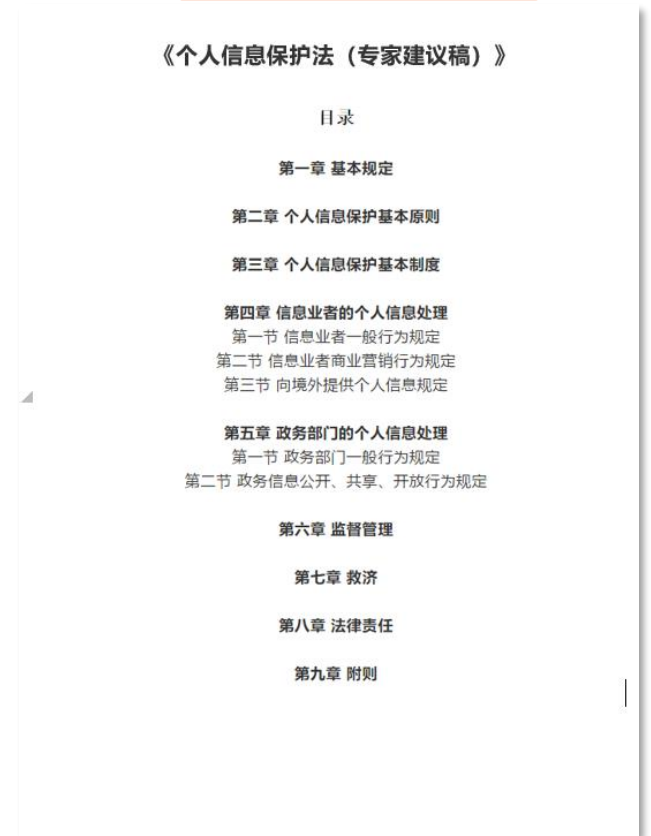 《个人信息保护法（专家建议稿）》
目录
第一章 基本规定
第二章 个人信息保护基本原则
第三章 个人信息保护基本制度
第四章 信息业者的个人信息处理
第一节 信息业者一般行为规定
第二节 信息业者商业营销行为规定
第三节 向境外提供个人信息规定
第五章 政务部门的个人信息处理
第一节 政务部门一般行为规定
第二节 政务信息公开、共享、开放行为规定
第六章 监督管理
第七章 救济
第八章 法律责任
第九章 附则